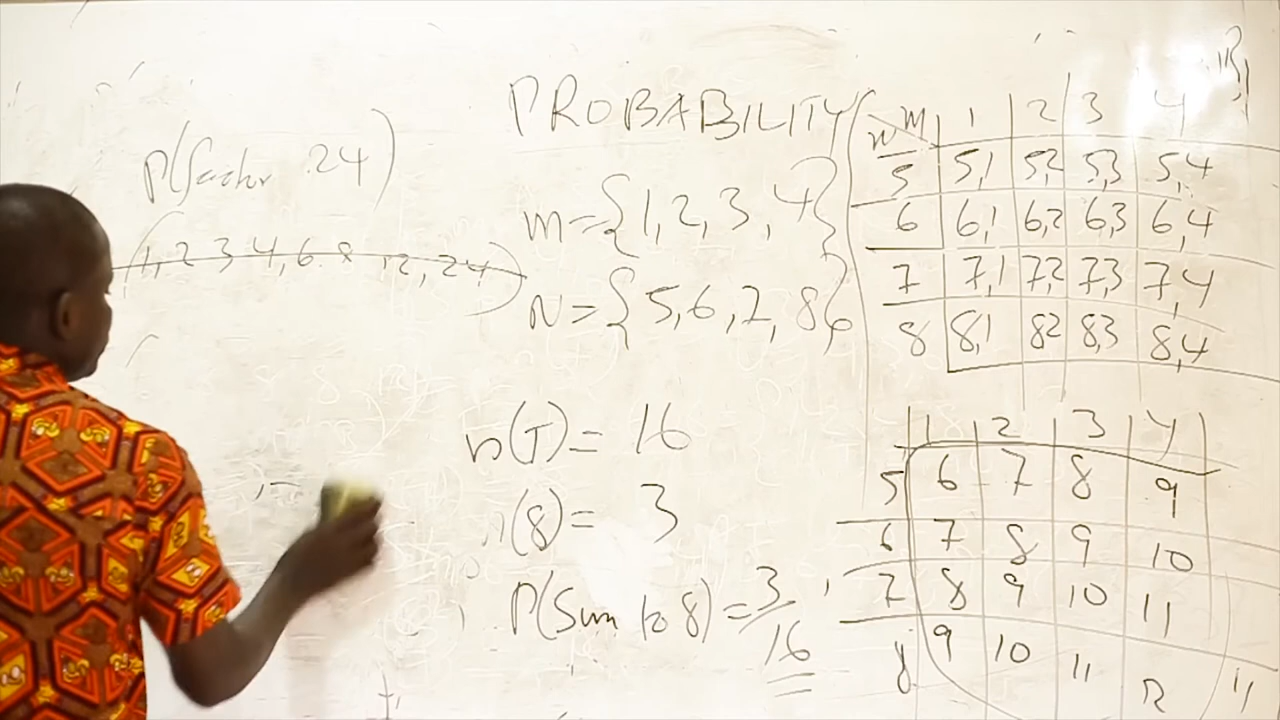 P(factor 24)
(1, 2 3 4, 6 8 12, 24)
PROBABILITY
m = {1, 2, 3, 4}
N = {5, 6, 7, 8}
n(T) = 16
n(8) = 3
P(Sum to 8) = 3/16
n m 1 2 3 4
5 5,1 5,2 5,3 5,4
6 6,1 6,2 6,3 6,4
7 7,1 7,2 7,3 7,4
8 8,1 82 8,3 8,4
1 2 3 4
5 6 7 8 9
6 7 8 9 10
7 8 9 10 11
8 9 10 11 12